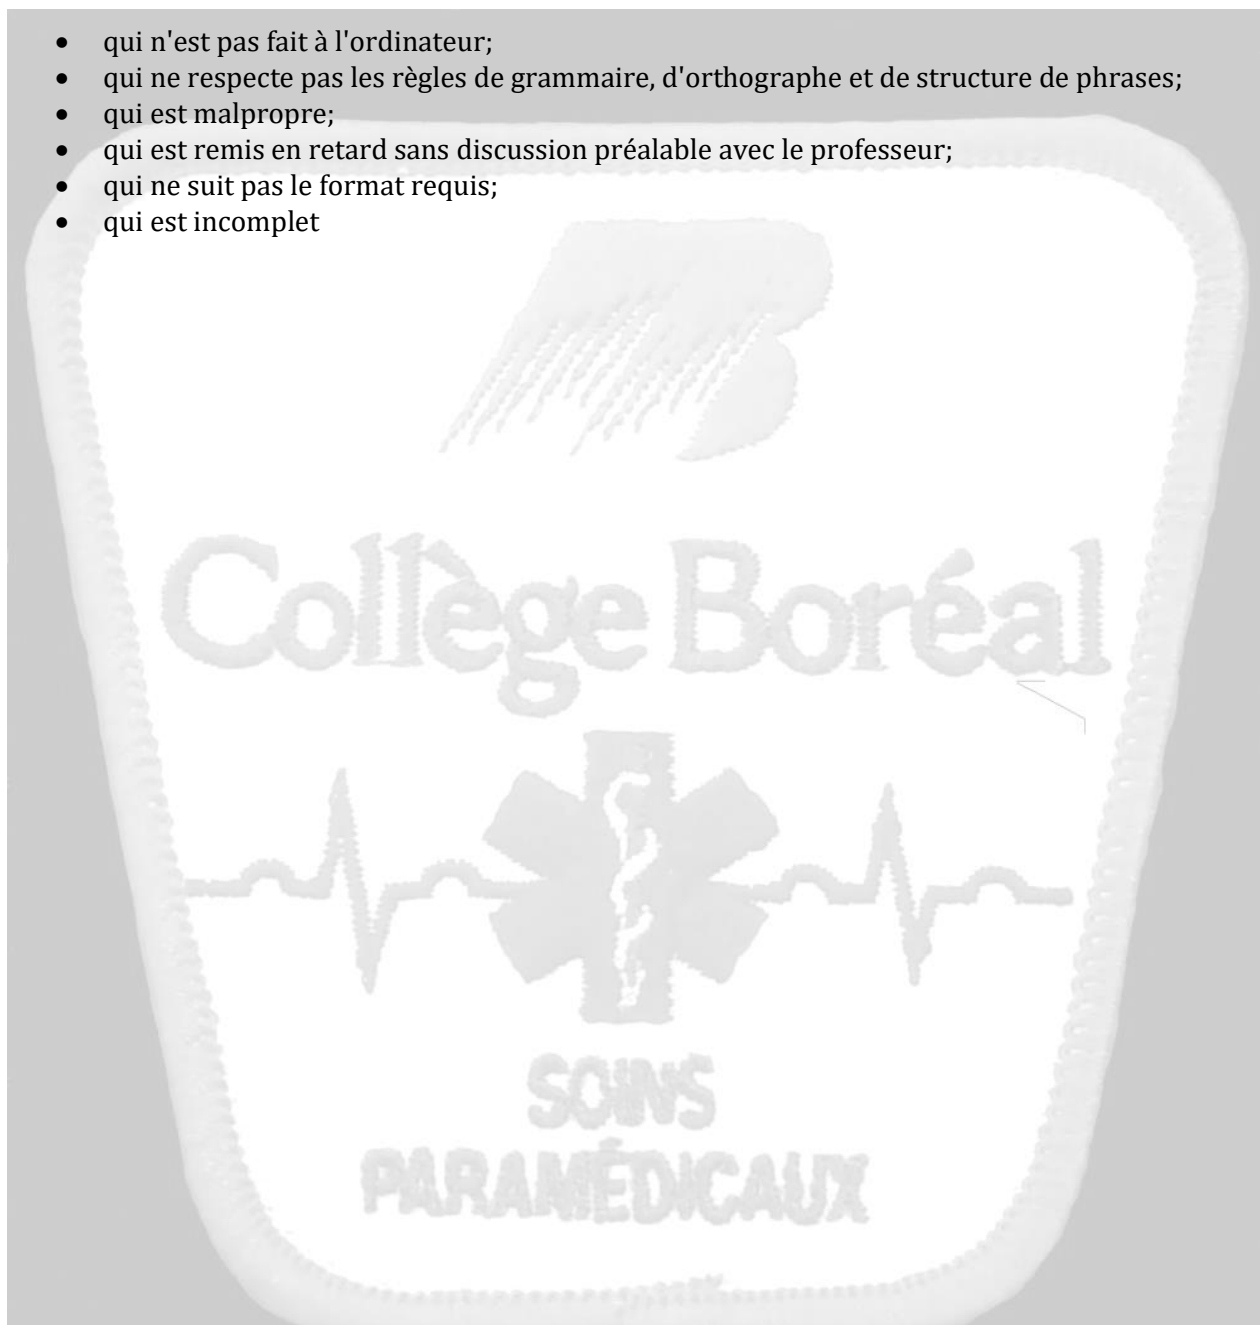 • qui n'est pas fait à l'ordinateur;
• qui ne respecte pas les règles de grammaire, d'orthographe et de structure de phrases;
• qui est malpropre;
• qui est remis en retard sans discussion préalable avec le professeur;
• qui ne suit pas le format requis;
• qui est incomplet
Collège Boréal
SOINS
PARAMÉDICAUX